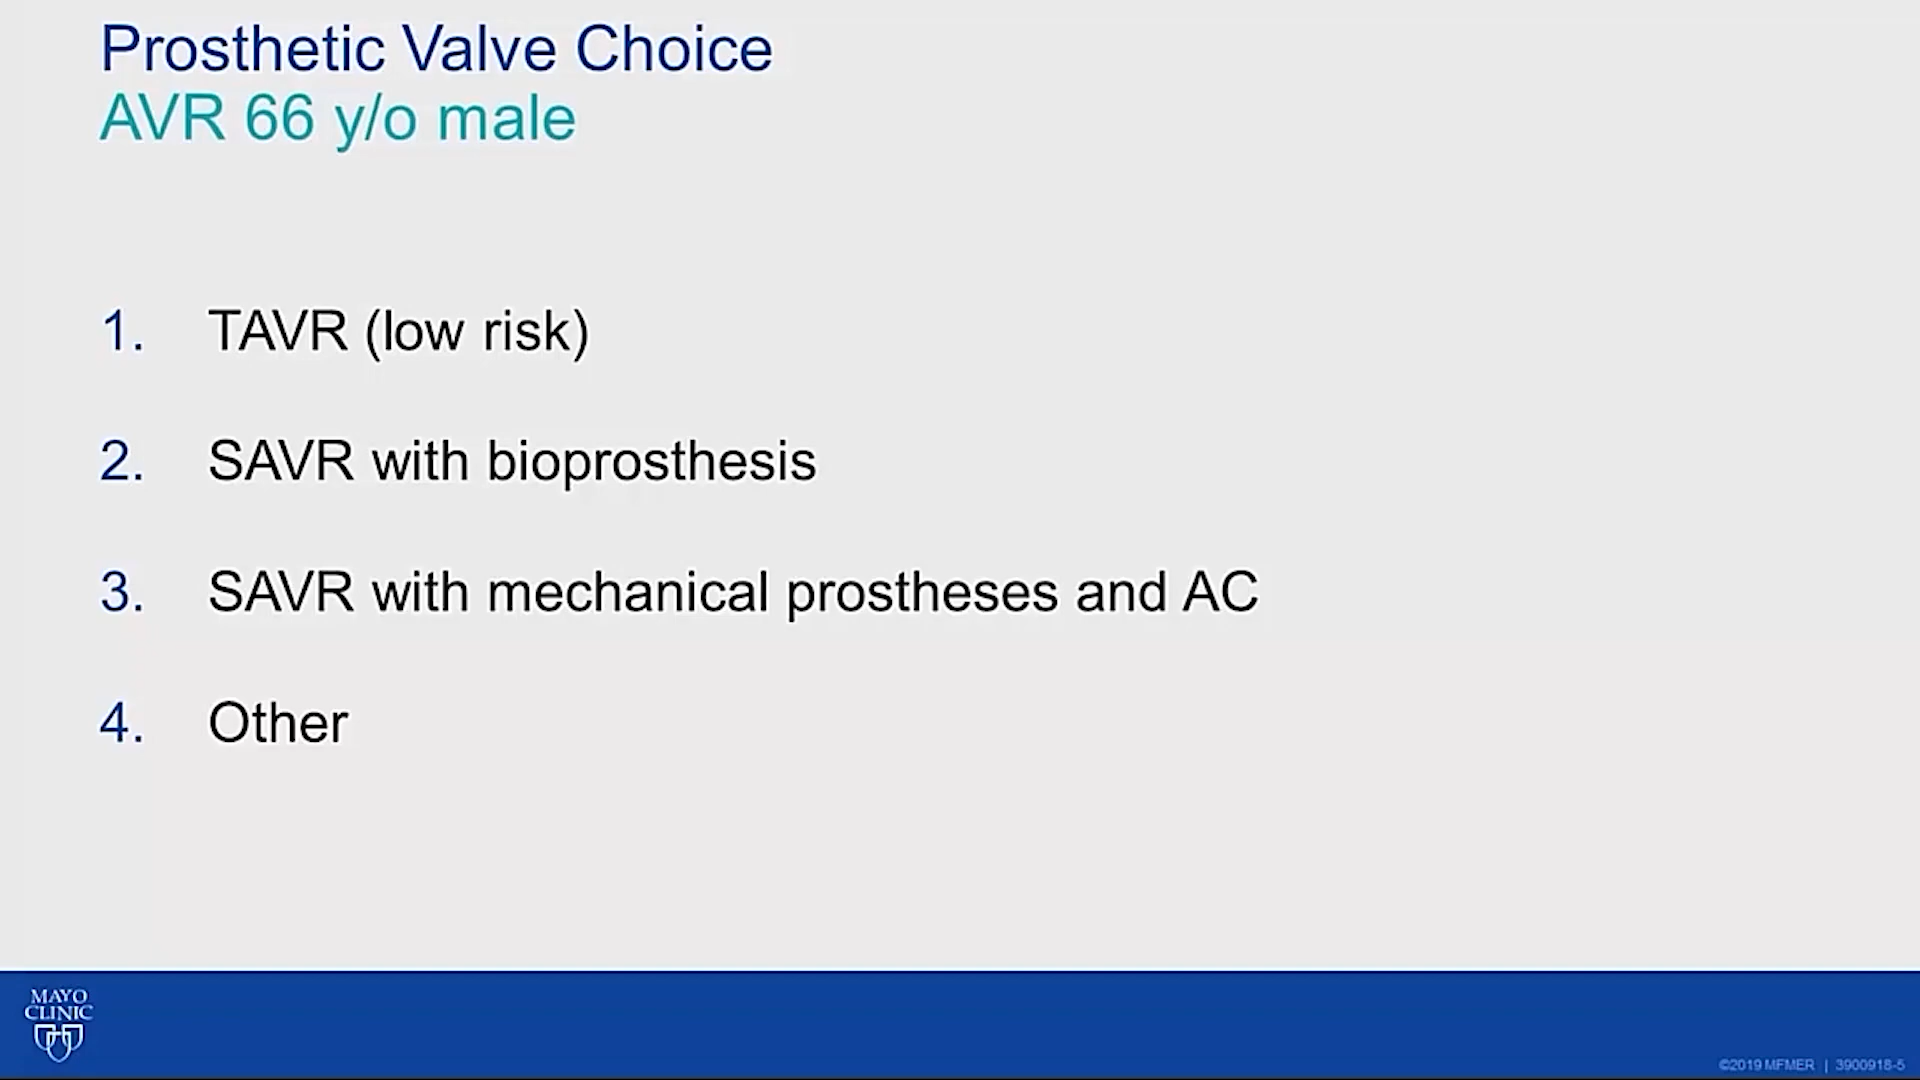 Prosthetic Valve Choice
AVR 66 y/o male
1. TAVR (low risk)
2. SAVR with bioprosthesis
3. SAVR with mechanical prostheses and AC
4. Other
MAYO
CLINIC
©2019 MFMER | 3900918-5